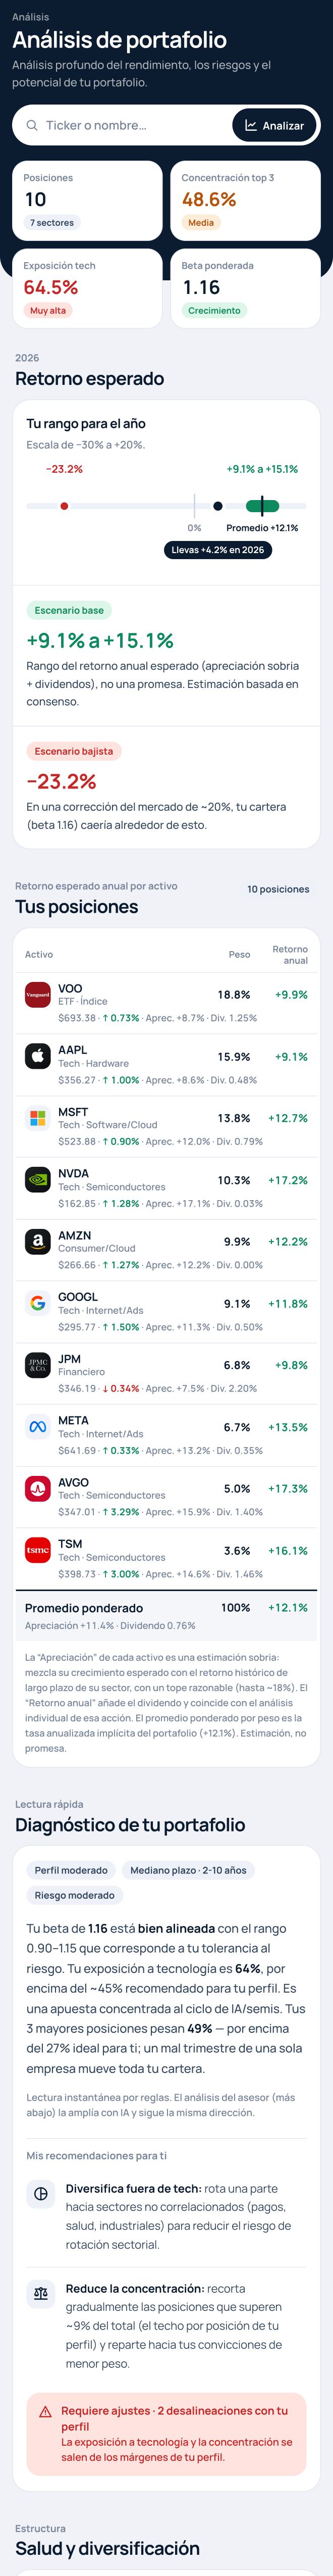 Análisis
Análisis de portafolio
Análisis profundo del rendimiento, los riesgos y el
potencial de tu portafolio.
Ticker o nombre...
Analizar
Posiciones
10
7 sectores
Concentración top 3
48.6%
Media
Exposición tech
64.5%
Muy alta
Beta ponderada
1.16
Crecimiento
2026
Retorno esperado
Tu rango para el año
Escala de −30% a +20%.
−23.2%
+9.1% a +15.1%
0%
Promedio +12.1%
Llevas +4.2% en 2026
Escenario base
+9.1% a +15.1%
Rango del retorno anual esperado (apreciación sobria
+ dividendos), no una promesa. Estimación basada en
consenso.
Escenario bajista
−23.2%
En una corrección del mercado de ~20%, tu cartera
(beta 1.16) caería alrededor de esto.
Retorno esperado anual por activo
Tus posiciones
10 posiciones
Activo
Peso
Retorno
anual
Vanguard
VOO
18.8%
+9.9%
ETF · Índice
$693.38 · ↑ 0.73% · Aprec. +8.7% · Div. 1.25%
AAPL
15.9%
+9.1%
Tech · Hardware
$356.27 · ↑ 1.00% · Aprec. +8.6% · Div. 0.48%
MSFT
13.8%
+12.7%
Tech · Software/Cloud
$523.88 · ↑ 0.90% · Aprec. +12.0% · Div. 0.79%
NVDA
10.3%
+17.2%
Tech · Semiconductores
$162.85 · ↑ 1.28% · Aprec. +17.1% · Div. 0.03%
AMZN
9.9%
+12.2%
Consumer/Cloud
$266.66 · ↑ 1.27% · Aprec. +12.2% · Div. 0.00%
GOOGL
9.1%
+11.8%
Tech · Internet/Ads
$295.77 · ↑ 1.50% · Aprec. +11.3% · Div. 0.50%
JPMC
& CO.
JPM
6.8%
+9.8%
Financiero
$346.19 · ↓ 0.34% · Aprec. +7.5% · Div. 2.20%
META
6.7%
+13.5%
Tech · Internet/Ads
$641.69 · ↑ 0.33% · Aprec. +13.2% · Div. 0.35%
AVGO
5.0%
+17.3%
Tech · Semiconductores
$347.01 · ↑ 3.29% · Aprec. +15.9% · Div. 1.40%
tsmc
TSM
3.6%
+16.1%
Tech · Semiconductores
$398.73 · ↑ 3.00% · Aprec. +14.6% · Div. 1.46%
Promedio ponderado
100%
+12.1%
Apreciación +11.4% · Dividendo 0.76%
La “Apreciación” de cada activo es una estimación sobria:
mezcla su crecimiento esperado con el retorno histórico de
largo plazo de su sector, con un tope razonable (hasta ~18%). El
“Retorno anual” añade el dividendo y coincide con el análisis
individual de esa acción. El promedio ponderado por peso es la
tasa anualizada implícita del portafolio (+12.1%). Estimación, no
promesa.
Lectura rápida
Diagnóstico de tu portafolio
Perfil moderado
Mediano plazo · 2-10 años
Riesgo moderado
Tu beta de 1.16 está bien alineada con el rango
0.90–1.15 que corresponde a tu tolerancia al
riesgo. Tu exposición a tecnología es 64%, por
encima del ~45% recomendado para tu perfil. Es
una apuesta concentrada al ciclo de IA/semis. Tus
3 mayores posiciones pesan 49% — por encima
del 27% ideal para ti; un mal trimestre de una sola
empresa mueve toda tu cartera.
Lectura instantánea por reglas. El análisis del asesor (más
abajo) la amplía con IA y sigue la misma dirección.
Mis recomendaciones para ti
Diversifica fuera de tech: rota una parte
hacia sectores no correlacionados (pagos,
salud, industriales) para reducir el riesgo de
rotación sectorial.
Reduce la concentración: recorta
gradualmente las posiciones que superen
~9% del total (el techo por posición de tu
perfil) y reparte hacia tus convicciones de
menor peso.
Requiere ajustes · 2 desalineaciones con tu
perfil
La exposición a tecnología y la concentración se
salen de los márgenes de tu perfil.
Estructura
Salud y diversificación